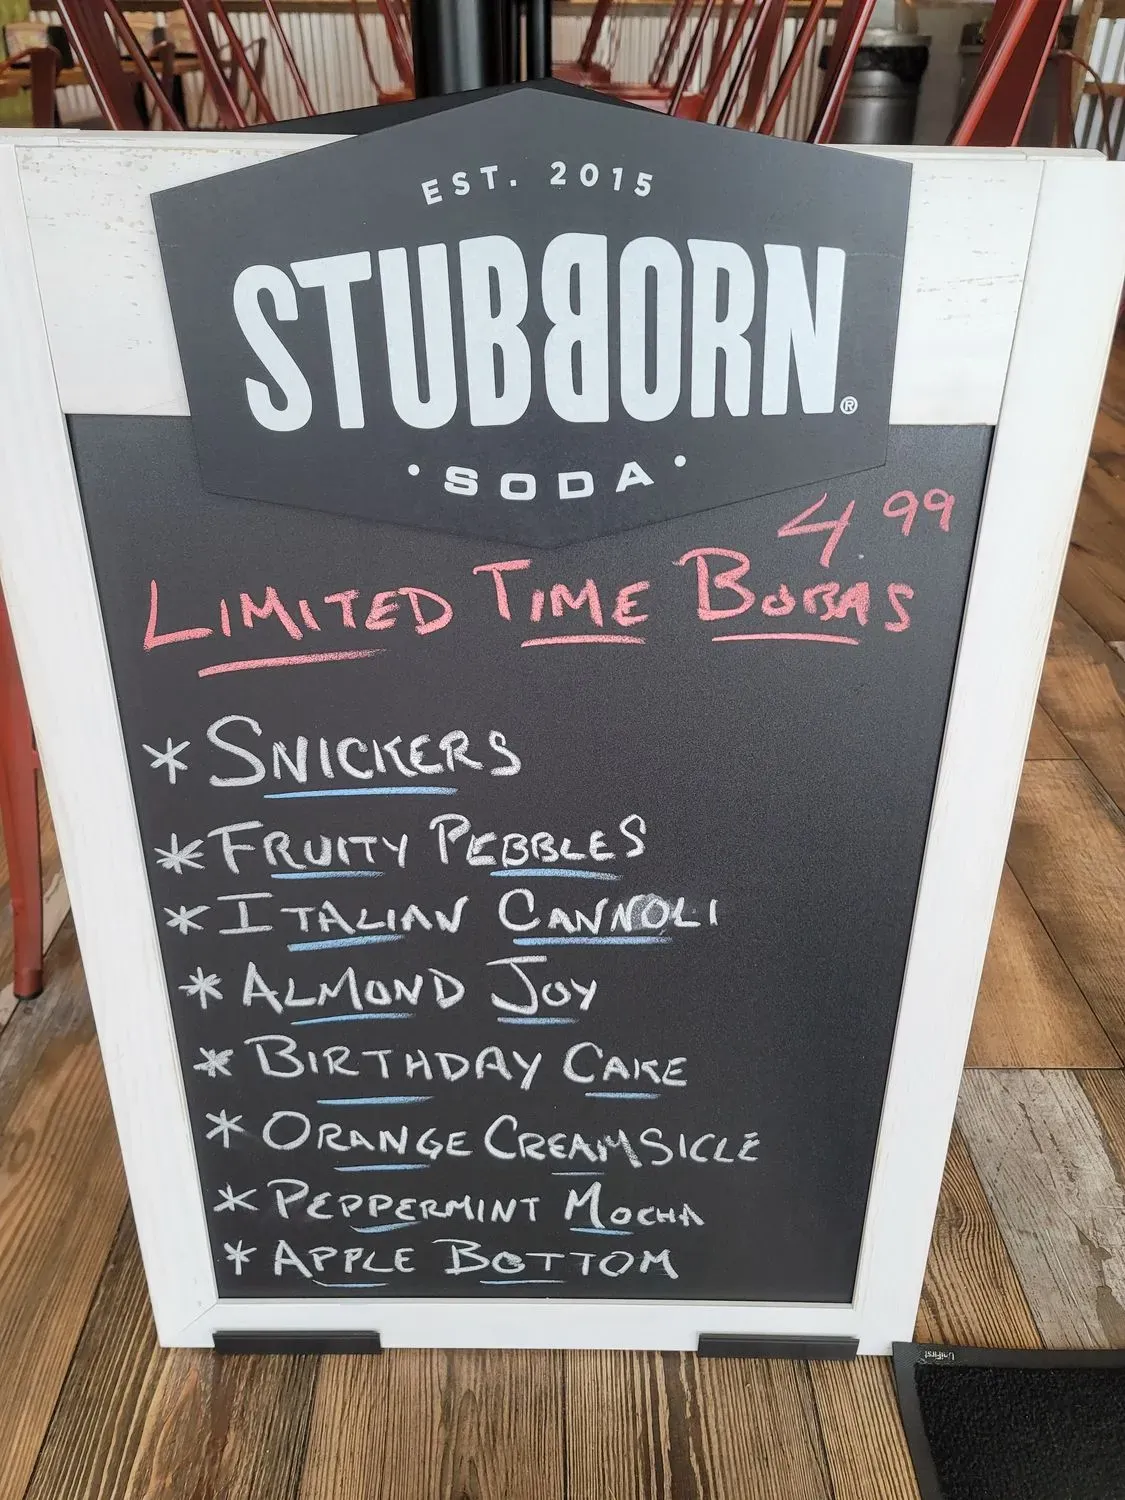 EST. 2015
STUBBORN®
• SODA •
4.99
LIMITED TIME BOBAS
* SNICKERS
* FRUITY PEBBLES
* ITALIAN CANNOLI
* ALMOND JOY
* BIRTHDAY CAKE
* ORANGE CREAMSICLE
* PEPPERMINT MOCHA
* APPLE BOTTOM
UniFirst